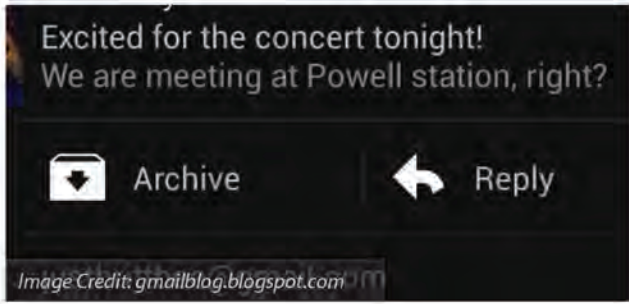 Excited for the concert tonight!
We are meeting at Powell station, right?
Archive
Reply
Image Credit: gmailblog.blogspot.com